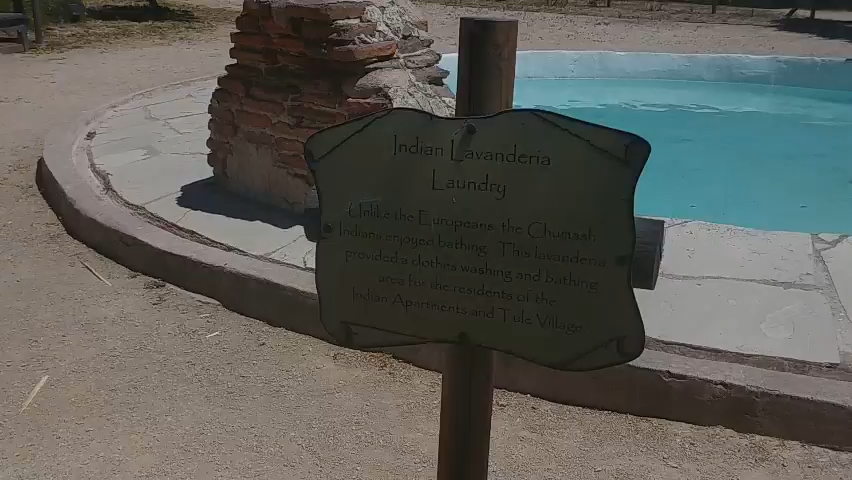 Indian Lavanderia
Laundry
Unlike the Europeans, the Chumash
Indians enjoyed bathing. This lavanderia
provided a clothes washing and bathing
area for the residents of the
Indian Apartments and Tule Village